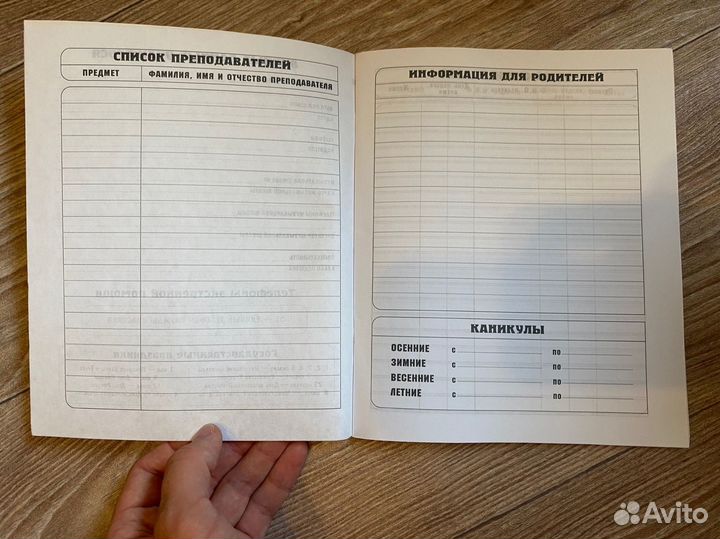 СПИСОК ПРЕПОДАВАТЕЛЕЙ
ПРЕДМЕТ ФАМИЛИЯ, ИМЯ И ОТЧЕСТВО ПРЕПОДАВАТЕЛЯ
ИНФОРМАЦИЯ ДЛЯ РОДИТЕЛЕЙ
КАНИКУЛЫ
ОСЕННИЕ с по
ЗИМНИЕ с по
ВЕСЕННИЕ с по
ЛЕТНИЕ с по
Avito